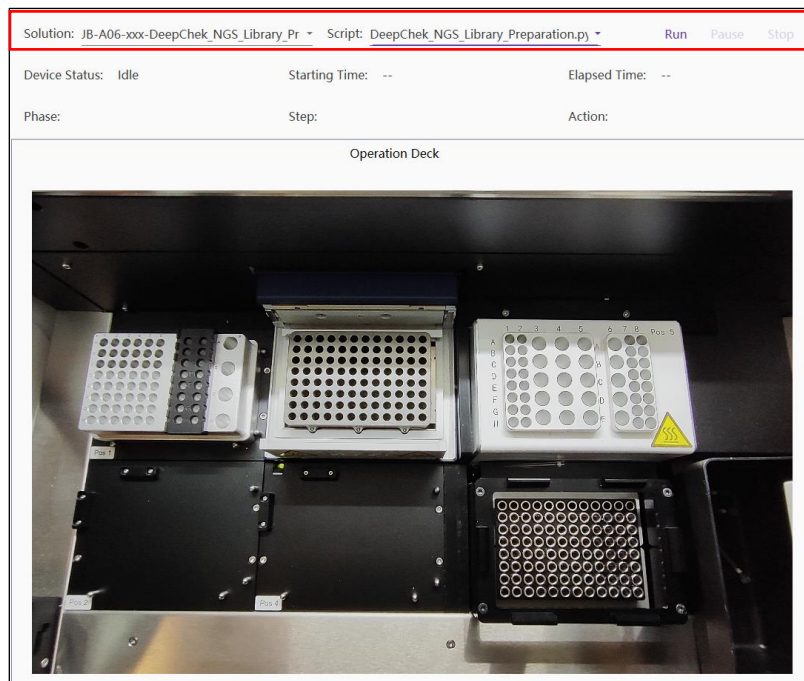 Solution: JB-A06-xxx-DeepChek_NGS_Library_Pr Script: DeepChek_NGS_Library_Preparation.py Run Pause Stop
Device Status: Idle Starting Time: -- Elapsed Time: --
Phase: Step: Action:
Operation Deck
1 2 3 4 5 6 7 8 Pos 5
A
B
C
D
E
F
G
H
A
B
C
D
E
Pos 1
Pos 2 Pos 4